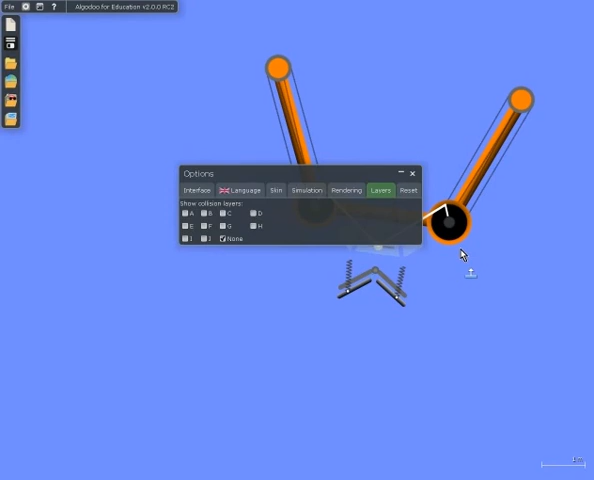 File ? Algodoo for Education v2.0.0 RC2
Options
Interface Language Skin Simulation Rendering Layers Reset
Show collision layers:
A B C D
E F G H
I J None